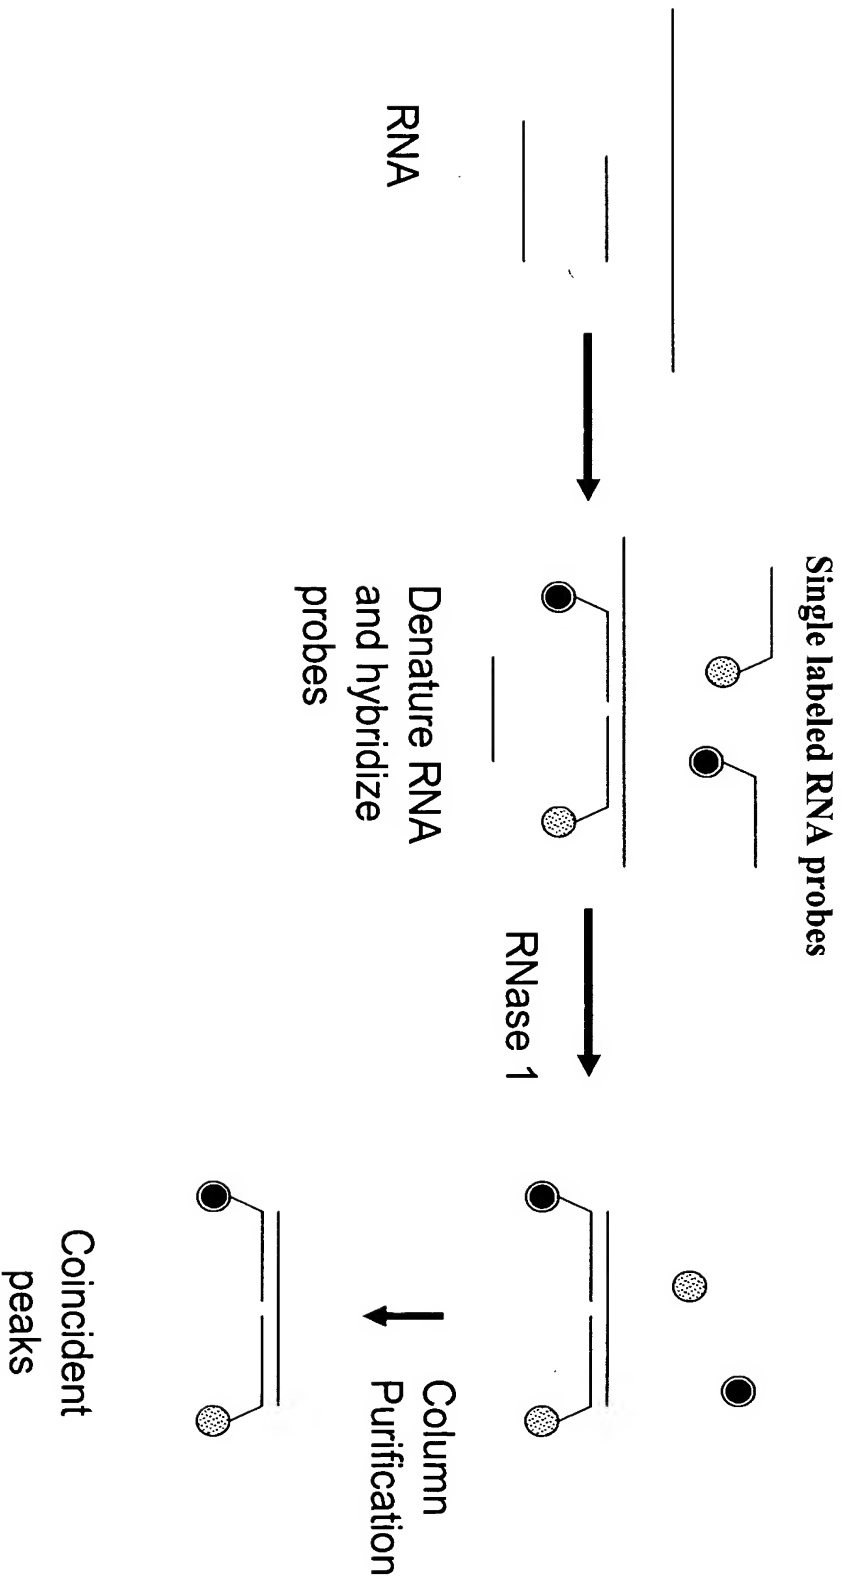 Single labeled RNA probes
RNA
Denature RNA
and hybridize
probes
RNase 1
Column
Purification
Coincident
peaks